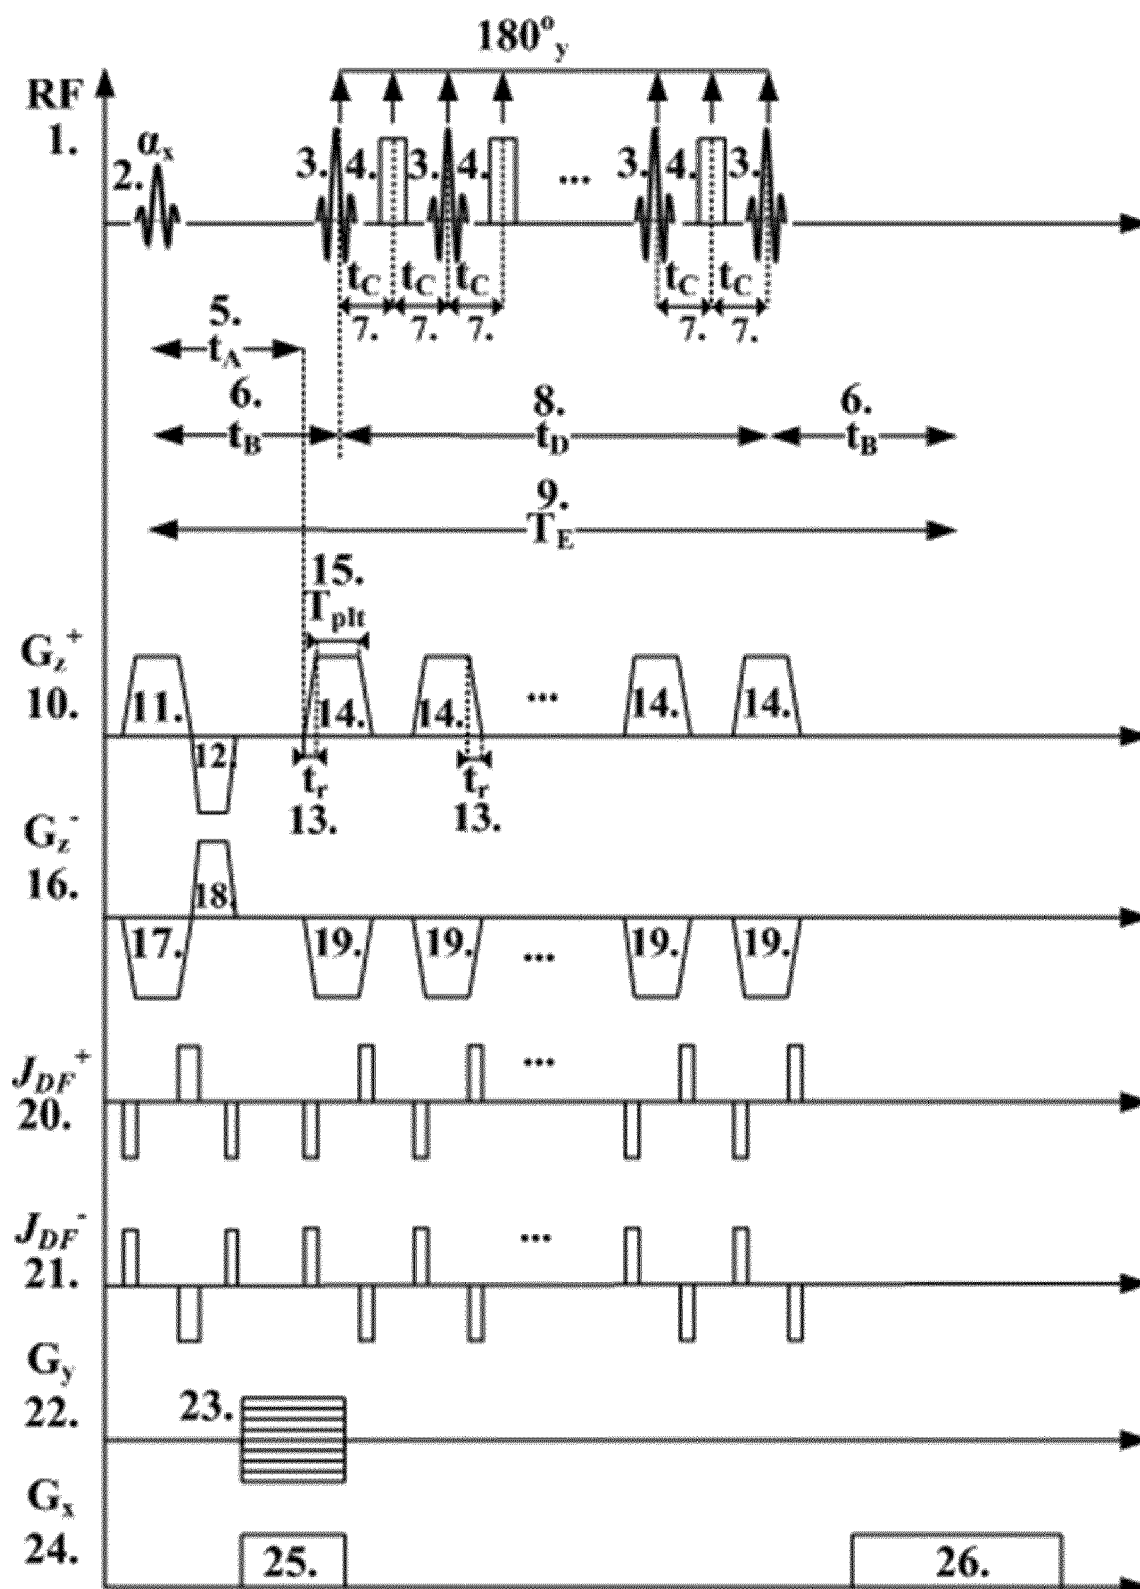 180°y
RF
1.
αx
2.
3. 4. 3. 4. ... 3. 4. 3.
tC tC tC tC tC
7. 7. 7. 7. 7.
5.
tA
6. 8. 6.
tB tD tB
9.
TE
15.
Tplt
Gz+
10.
11. 14. 14. ... 14. 14.
12.
tr tr
13. 13.
Gz-
16.
18.
17. 19. 19. ... 19. 19.
JDF+
20.
...
JDF-
21.
...
Gy
22.
23.
Gx
24.
25. 26.